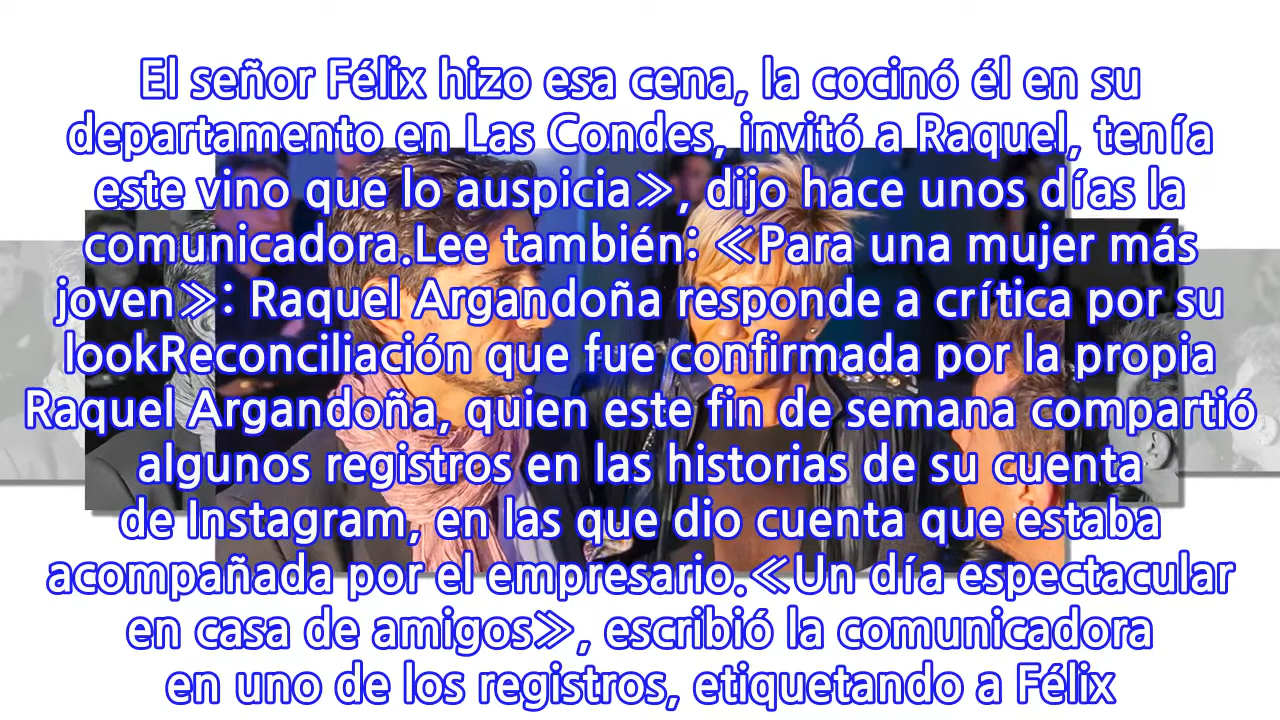 El señor Félix hizo esa cena, la cocinó él en su
departamento en Las Condes, invitó a Raquel, tenía
este vino que lo auspicia», dijo hace unos días la
comunicadora.Lee también: «Para una mujer más
joven»: Raquel Argandoña responde a crítica por su
lookReconciliación que fue confirmada por la propia
Raquel Argandoña, quien este fin de semana compartió
algunos registros en las historias de su cuenta
de Instagram, en las que dio cuenta que estaba
acompañada por el empresario.«Un día espectacular
en casa de amigos», escribió la comunicadora
en uno de los registros, etiquetando a Félix